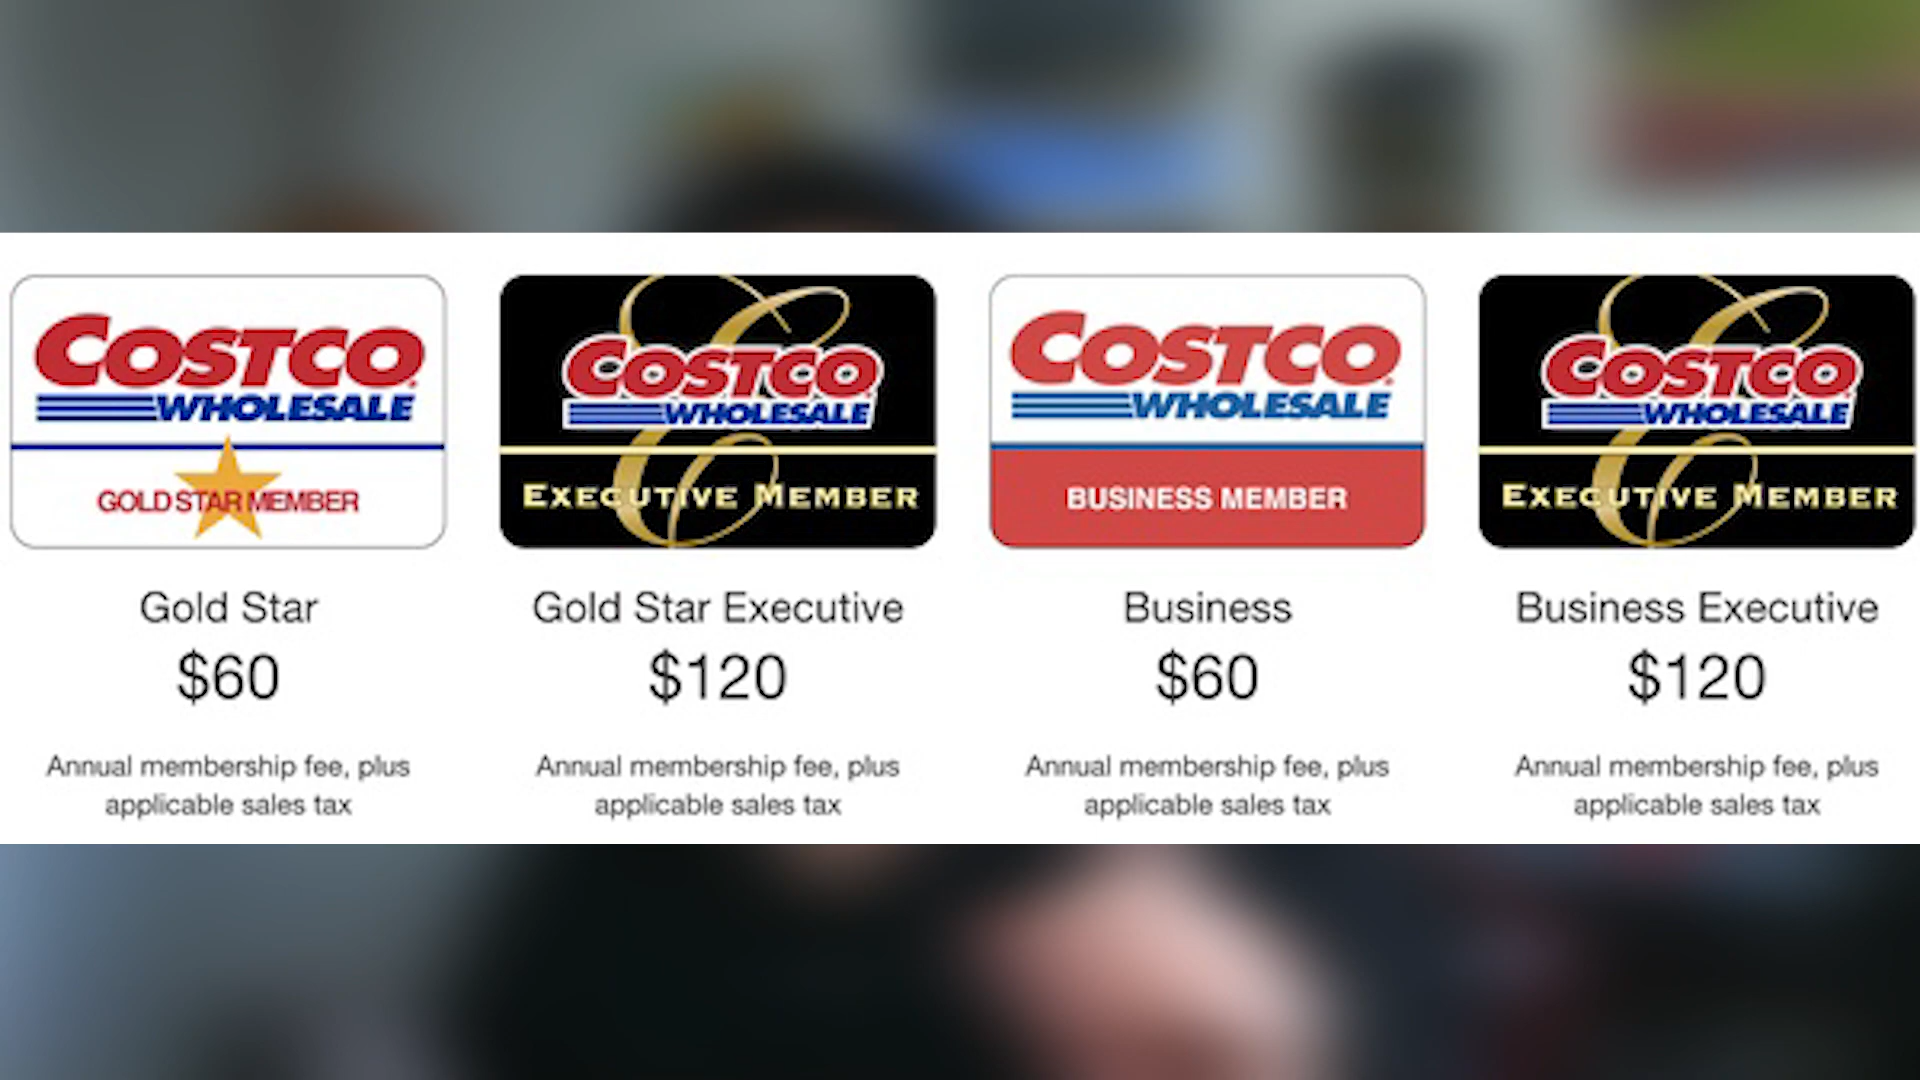 COSTCO
WHOLESALE
GOLD STAR MEMBER
Gold Star
$60
Annual membership fee, plus
applicable sales tax
COSTCO
WHOLESALE
EXECUTIVE MEMBER
Gold Star Executive
$120
Annual membership fee, plus
applicable sales tax
COSTCO
WHOLESALE
BUSINESS MEMBER
Business
$60
Annual membership fee, plus
applicable sales tax
COSTCO
WHOLESALE
EXECUTIVE MEMBER
Business Executive
$120
Annual membership fee, plus
applicable sales tax